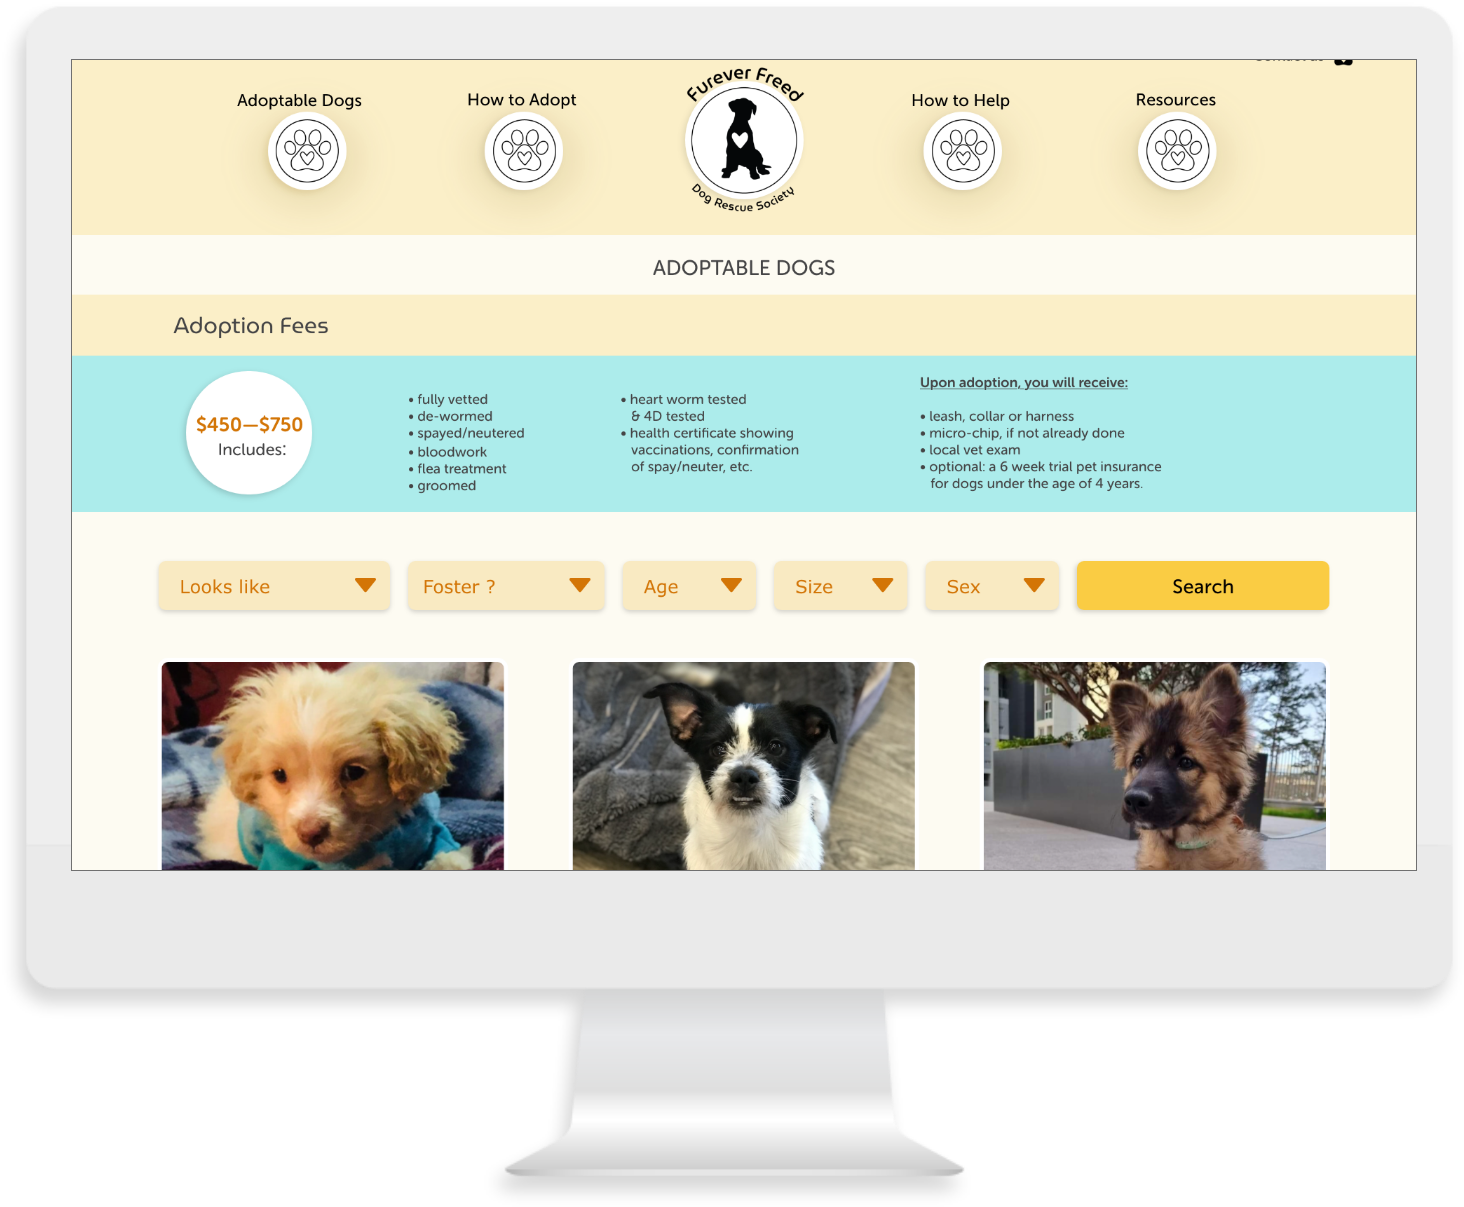 Adoptable Dogs
How to Adopt
Furever Freed
Dog Rescue Society
How to Help
Resources
ADOPTABLE DOGS
Adoption Fees
$450—$750
Includes:
• fully vetted
• de-wormed
• spayed/neutered
• bloodwork
• flea treatment
• groomed
• heart worm tested
& 4D tested
• health certificate showing
vaccinations, confirmation
of spay/neuter, etc.
Upon adoption, you will receive:
• leash, collar or harness
• micro-chip, if not already done
• local vet exam
• optional: a 6 week trial pet insurance
for dogs under the age of 4 years.
Looks like
Foster ?
Age
Size
Sex
Search